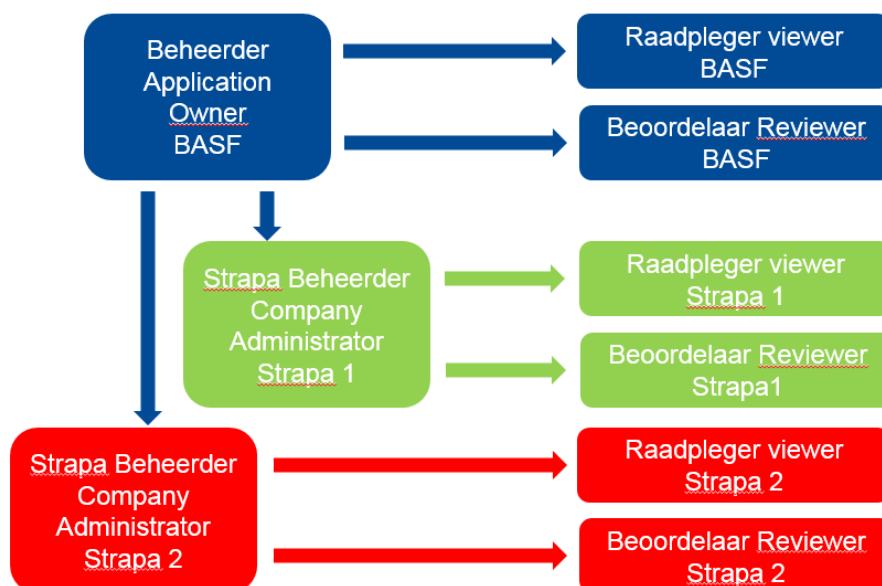 Beheerder
Application
Owner
BASF
Raadpleger viewer
BASF
Beoordelaar Reviewer
BASF
Strapa Beheerder
Company
Administrator
Strapa 1
Raadpleger viewer
Strapa 1
Beoordelaar Reviewer
Strapa1
Strapa Beheerder
Company
Administrator
Strapa 2
Raadpleger viewer
Strapa 2
Beoordelaar Reviewer
Strapa 2